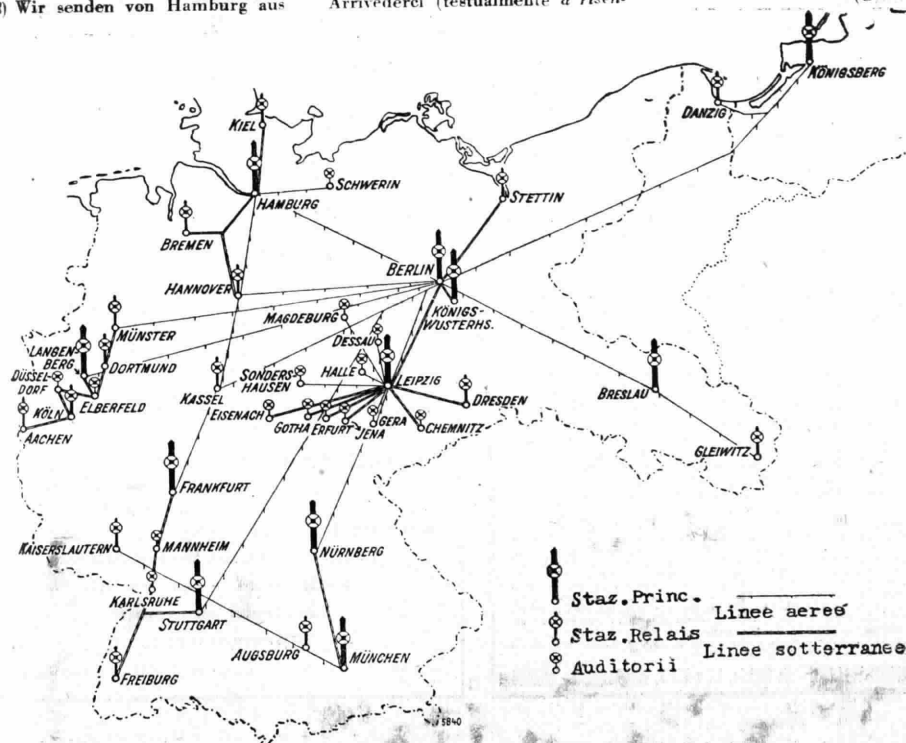 Wir senden von Hamburg aus
Arrivederci (testualmente
KÖNIGSBERG
DANZIG
KIEL
SCHWERIN
HAMBURG
STETTIN
BREMEN
BERLIN
HANNOVER
KÖNIGS-
WUSTERHS.
MAGDEBURG
MÜNSTER
DESSAU
LANGEN
BERG
DORTMUND
HALLE
SONDERS
HAUSEN
LEIPZIG
DÜSSEL
DORF
ELBERFELD
KASSEL
DRESDEN
BRESLAU
KÖLN
EISENACH
GOTHA
ERFURT
JENA
GERA
CHEMNITZ
AACHEN
GLEIWITZ
FRANKFURT
KAISERSLAUTERN
MANNHEIM
NÜRNBERG
KARLSRUHE
STUTTGART
AUGSBURG
MÜNCHEN
FREIBURG
Staz.Princ.
Linee aeree
Staz.Relais
Linee sotterranee
Auditorii
5840